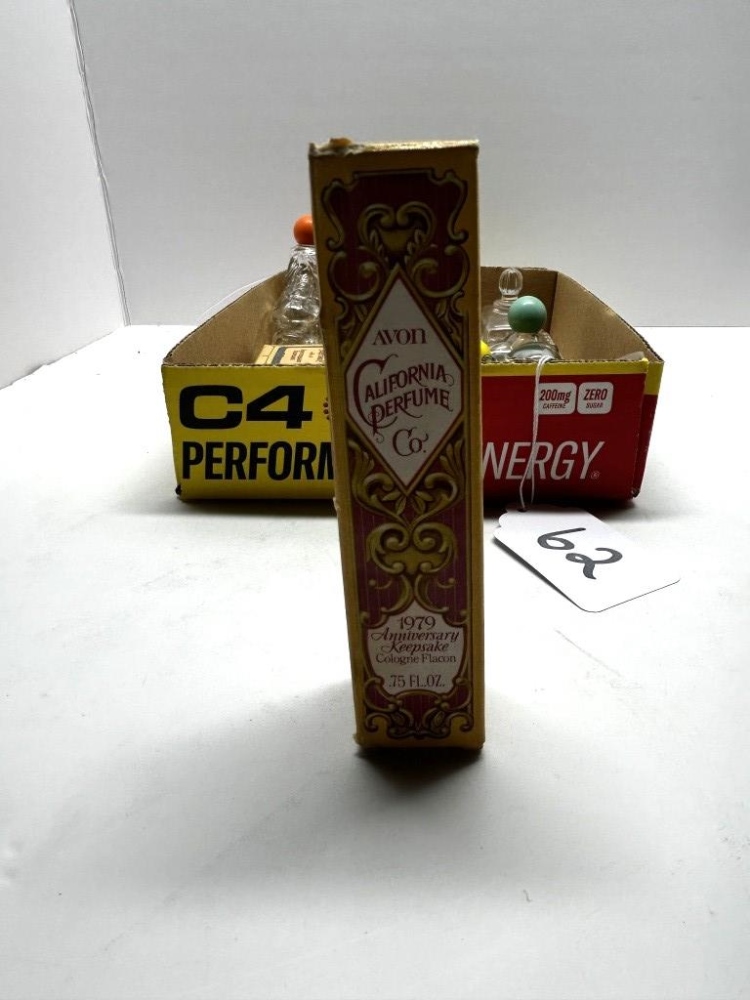 AVON
CALIFORNIA
PERFUME
Co.
1979
Anniversary
Keepsake
Cologne Flacon
.75 FL.OZ.
C4
PERFORM
NERGY®
200mg
CAFFEINE
ZERO
SUGAR
62